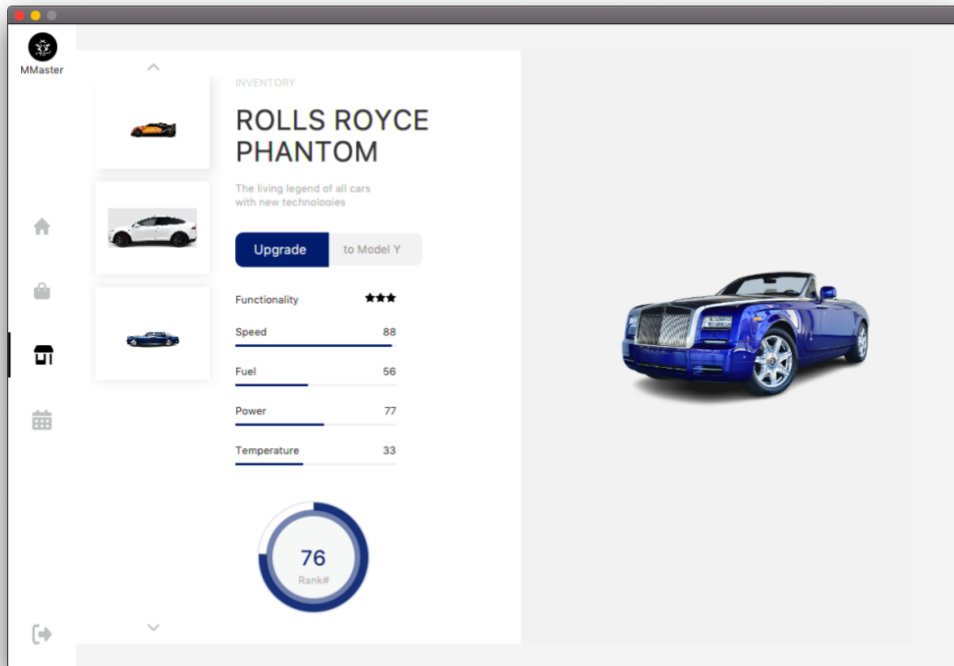 MMaster
INVENTORY
ROLLS ROYCE
PHANTOM
The living legend of all cars
with new technologies
Upgrade
to Model Y
Functionality
Speed 88
Fuel 56
Power 77
Temperature 33
76
Rank#